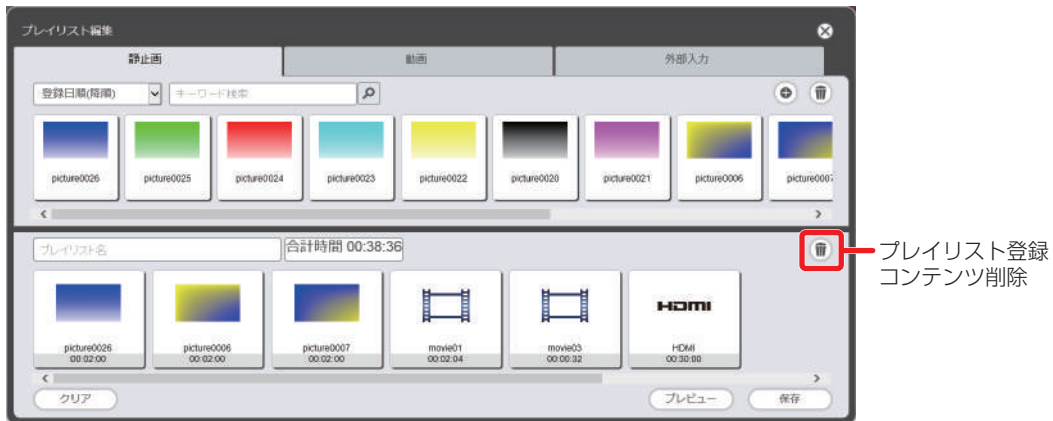 プレイリスト編集
静止画 動画 外部入力
登録日順(降順) キーワード検索
picture0026 picture0025 picture0024 picture0023 picture0022 picture0020 picture0021 picture0006 picture0007
プレイリスト名 合計時間 00:38:36
プレイリスト登録
コンテンツ削除
HDMI
picture0026 picture0006 picture0007 movie01 movie03 HDMI
00:02:00 00:02:00 00:02:00 00:02:04 00:00:32 00:30:00
クリア プレビュー 保存